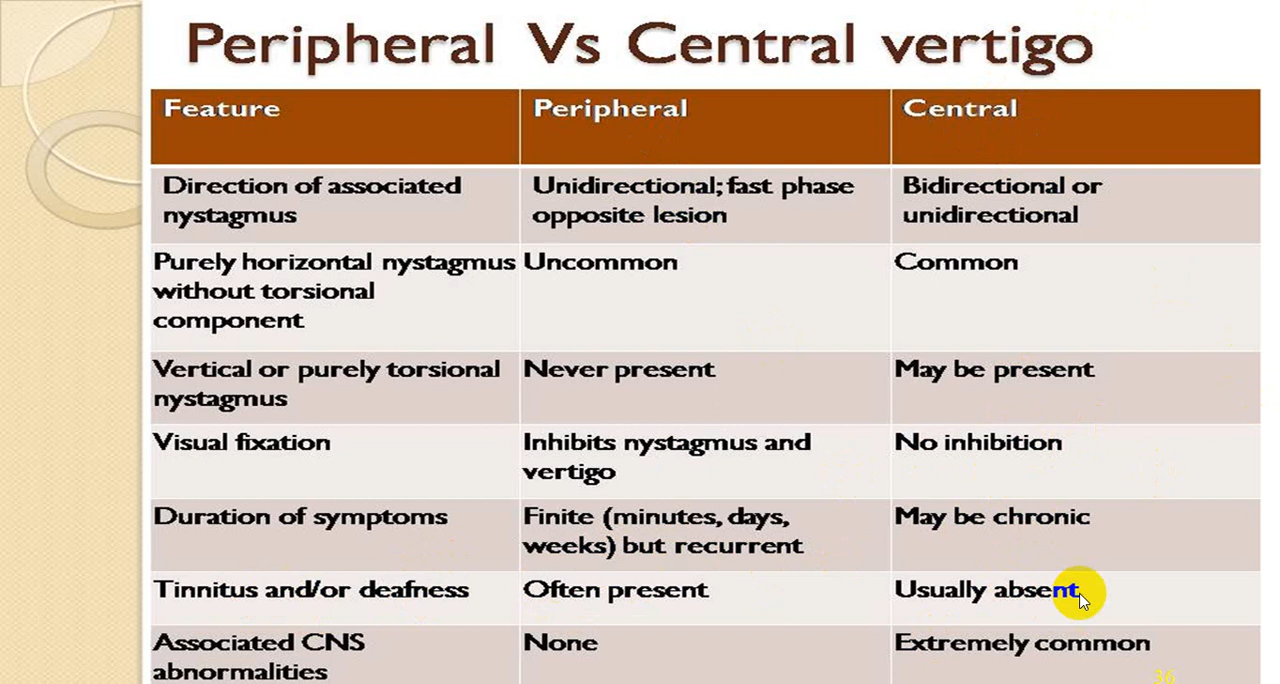 Peripheral Vs Central vertigo
Feature
Peripheral
Central
Direction of associated
nystagmus
Unidirectional; fast phase
opposite lesion
Bidirectional or
unidirectional
Purely horizontal nystagmus
without torsional
component
Uncommon
Common
Vertical or purely torsional
nystagmus
Never present
May be present
Visual fixation
Inhibits nystagmus and
vertigo
No inhibition
Duration of symptoms
Finite (minutes, days,
weeks) but recurrent
May be chronic
Tinnitus and/or deafness
Often present
Usually absent
Associated CNS
abnormalities
None
Extremely common
36